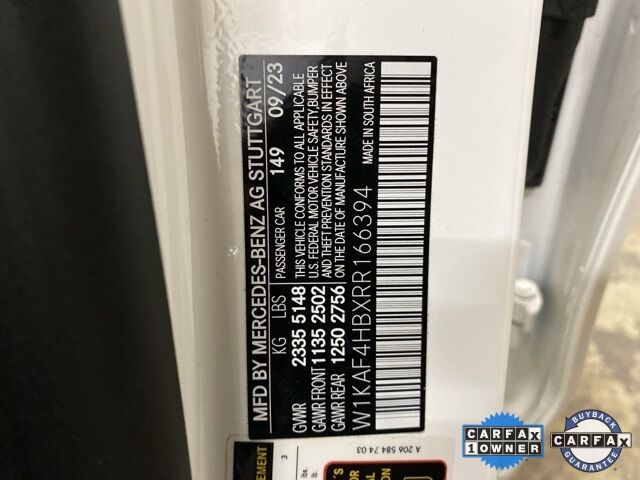 MFD BY MERCEDES-BENZ AG STUTTGART
KG LBS PASSENGER CAR 149 09/23
GVWR 2335 5148 THIS VEHICLE CONFORMS TO ALL APPLICABLE
GAWR FRONT 1135 2502 U.S. FEDERAL MOTOR VEHICLE SAFETY, BUMPER
AND THEFT PREVENTION STANDARDS IN EFFECT
GAWR REAR 1250 2756 ON THE DATE OF MANUFACTURE SHOWN ABOVE
W1KAF4HBXRR166394 MADE IN SOUTH AFRICA
A 206 584 74 03
3
lbs.
lb.
CARFAX
1 OWNER
BUYBACK
CARFAX
GUARANTEE